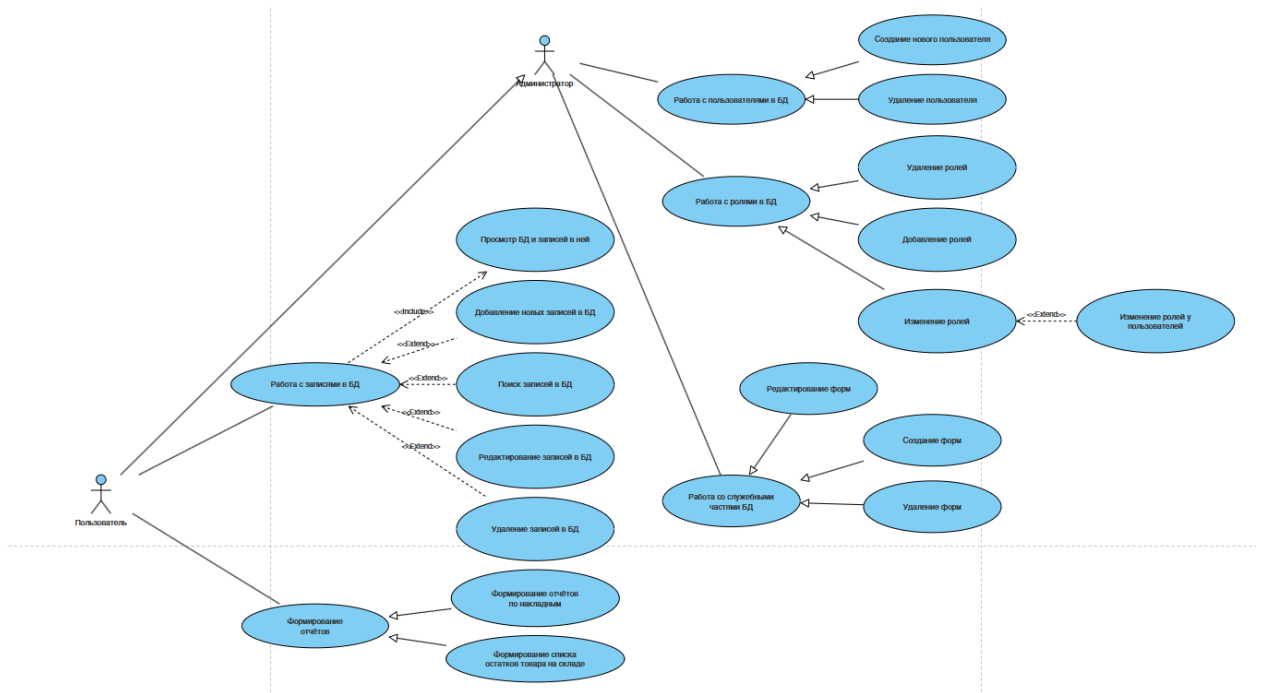 Создание нового пользователя
Администратор
Работа с пользователями в БД
Удаление пользователя
Удаление ролей
Работа с ролями в БД
Просмотр БД и записей в ней
Добавление ролей
<<Include>>
Добавление новых записей в БД
Изменение ролей
<<Extend>>
Изменение ролей у
пользователей
<<Extend>>
Работа с записями в БД
<<Extend>>
Поиск записей в БД
Редактирование форм
<<Extend>>
Создание форм
<<Extend>>
Редактирование записей в БД
Работа со служебными
частями БД
Удаление форм
Пользователь
Удаление записей в БД
Формирование отчётов
по накладным
Формирование
отчётов
Формирование списка
остатков товара на складе